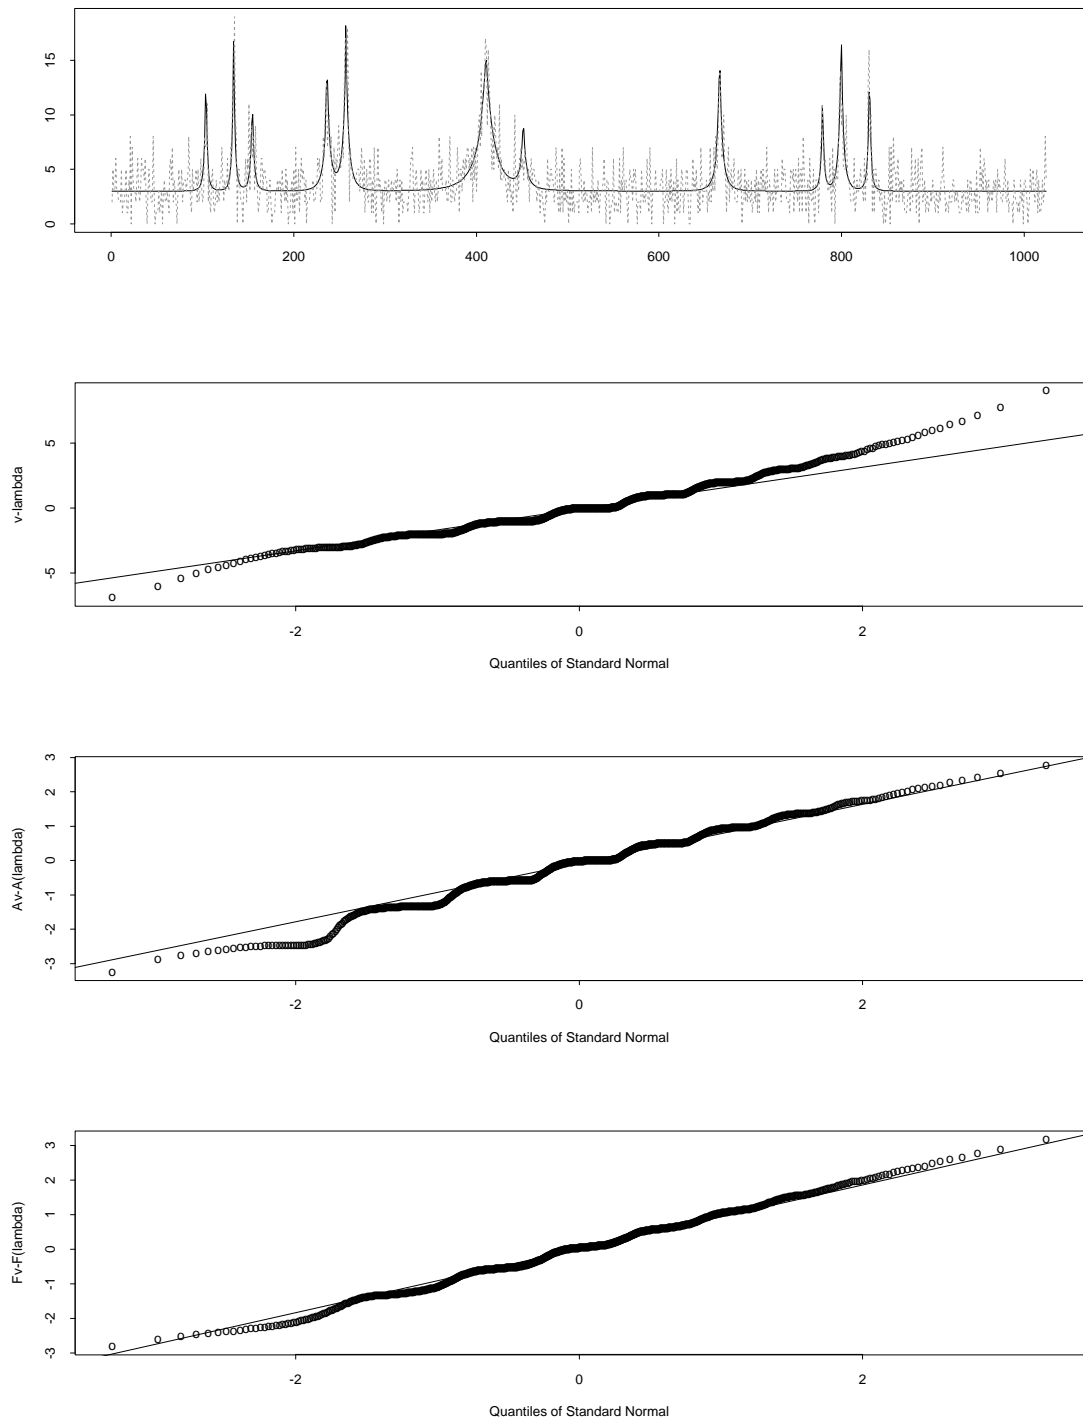 15
10
5
0
0 200 400 600 800 1000
v-lambda
5
0
-5
-2 0 2
Quantiles of Standard Normal
Av-A(lambda)
3
2
1
0
-1
-2
-3
-2 0 2
Quantiles of Standard Normal
Fv-F(lambda)
3
2
1
0
-1
-2
-3
-2 0 2
Quantiles of Standard Normal